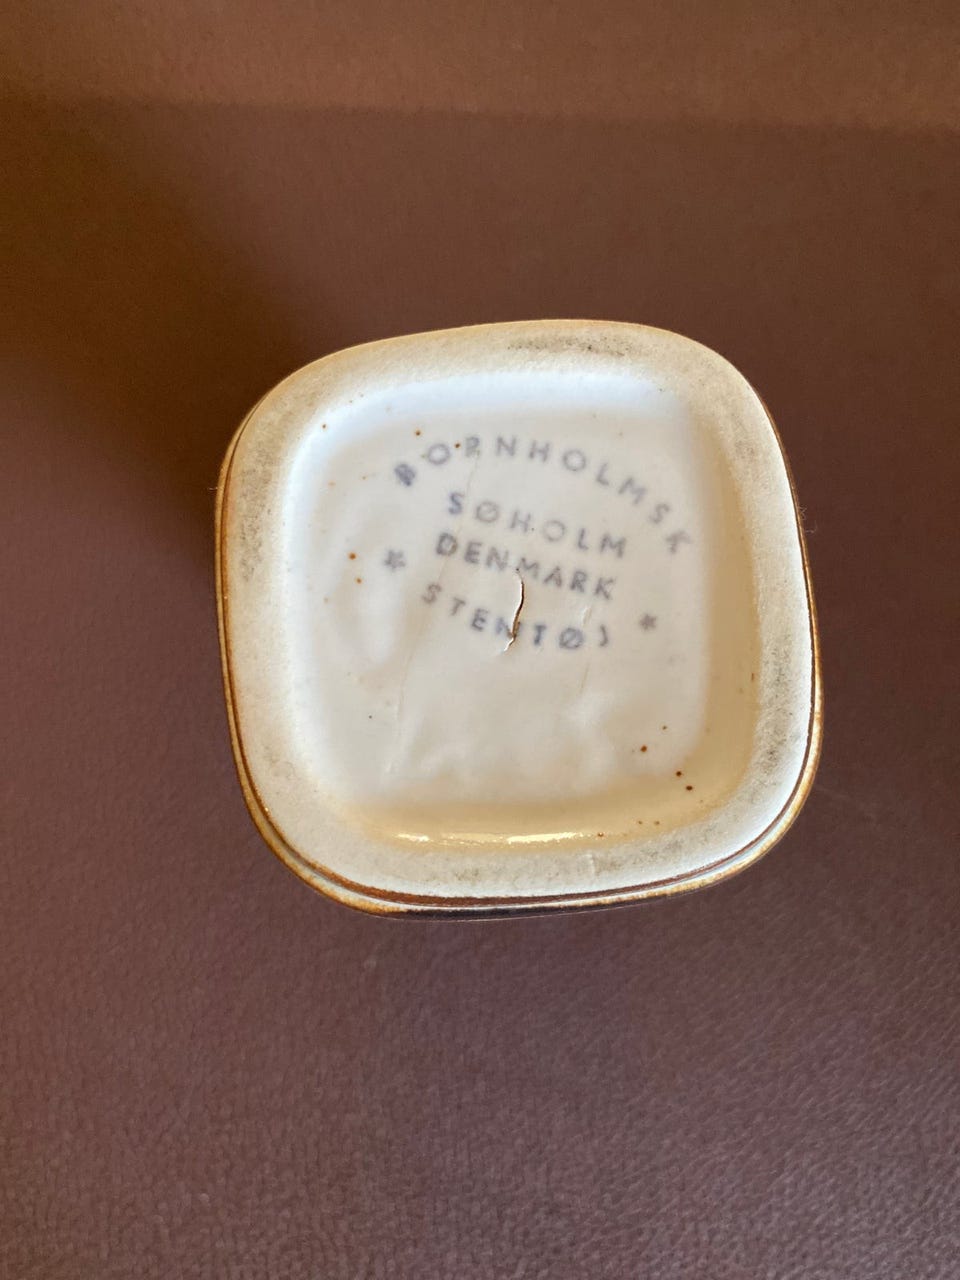 BORNHOLMSK
SØHOLM
DENMARK
* STENTØJ *